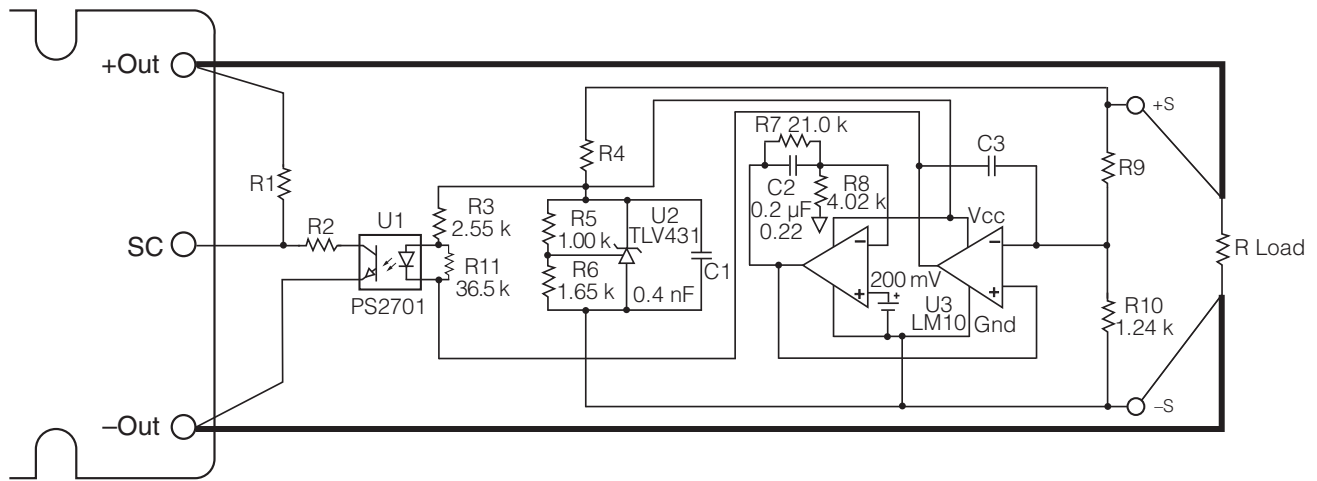 +Out
R1
SC
R2
U1
PS2701
–Out
R3
2.55 k
R11
36.5 k
R4
R5
1.00 k
R6
1.65 k
U2
TLV431
C1
0.4 nF
R7 21.0 k
C2
0.2 µF
0.22
R8
4.02 k
–
+
200 mV
+
Vcc
–
+
U3
LM10
Gnd
C3
+S
R9
R10
1.24 k
–S
R Load